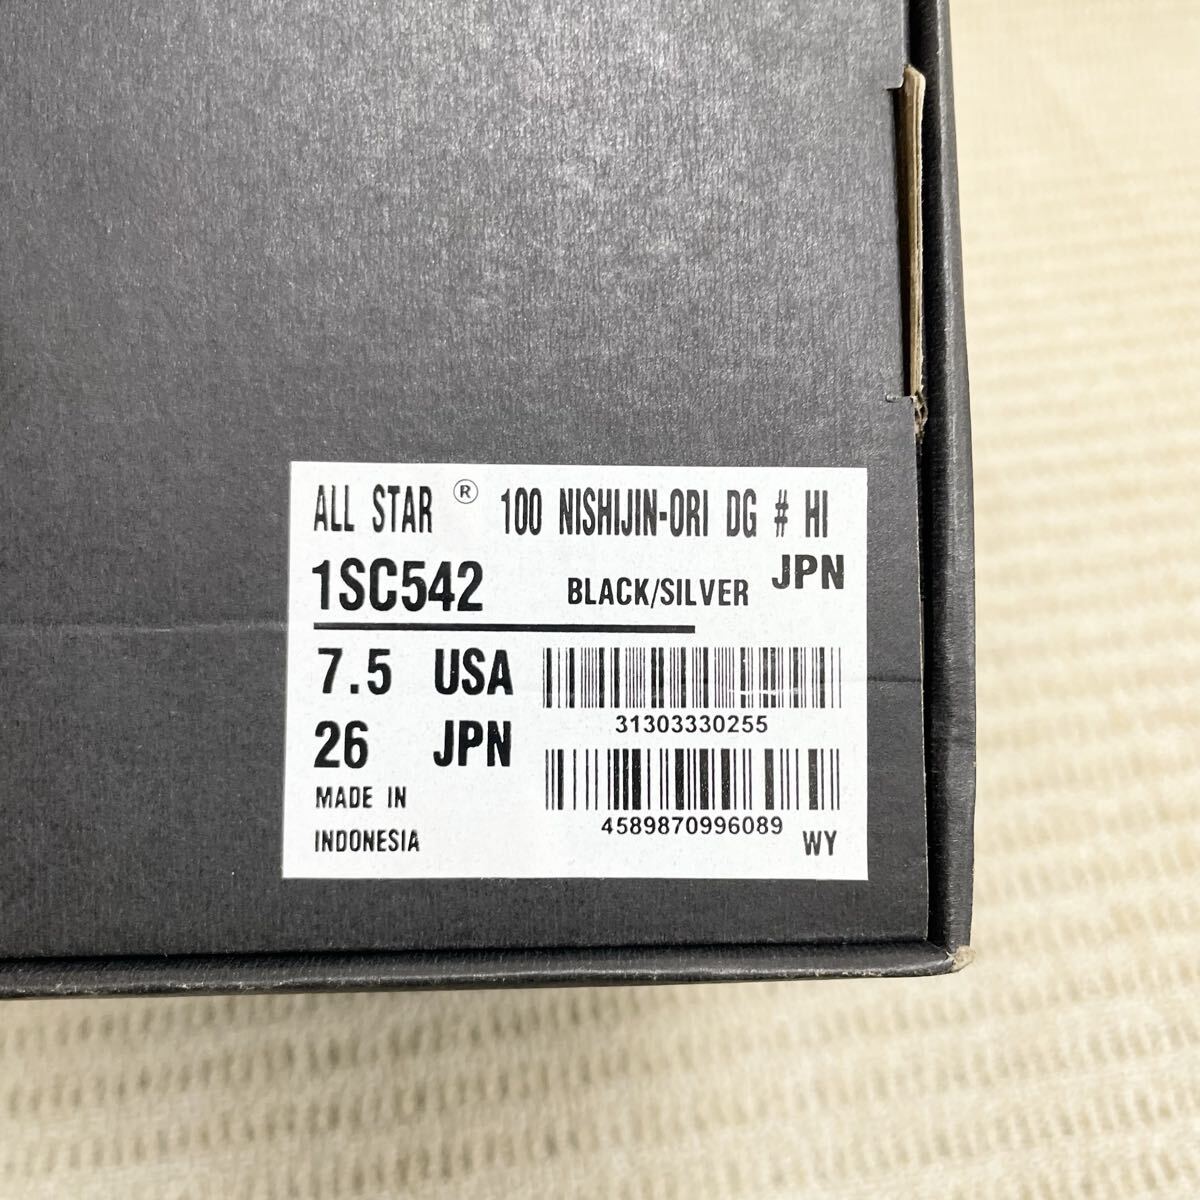 ALL STAR ® 100 NISHIJIN-ORI DG # HI
1SC542 BLACK/SILVER JPN
7.5 USA
31303330255
26 JPN
4589870996089
MADE IN
INDONESIA
WY